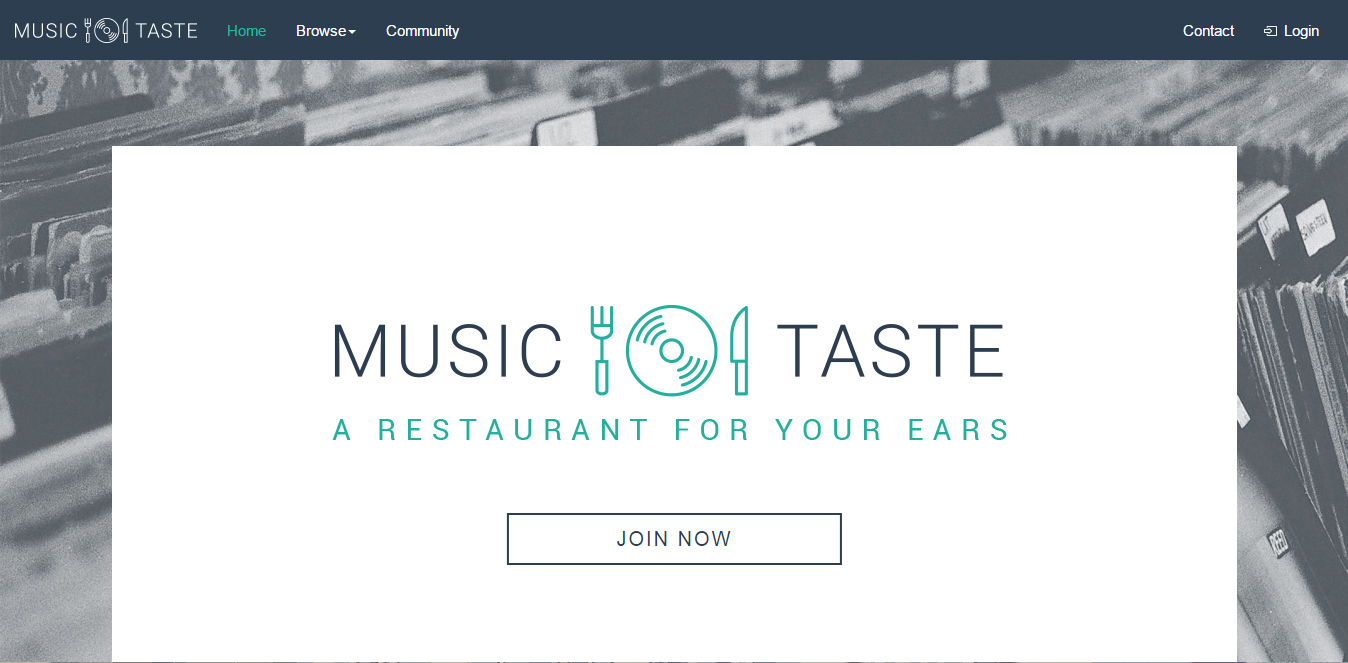 MUSIC TASTE Home Browse Community Contact Login
MUSIC TASTE
A RESTAURANT FOR YOUR EARS
JOIN NOW